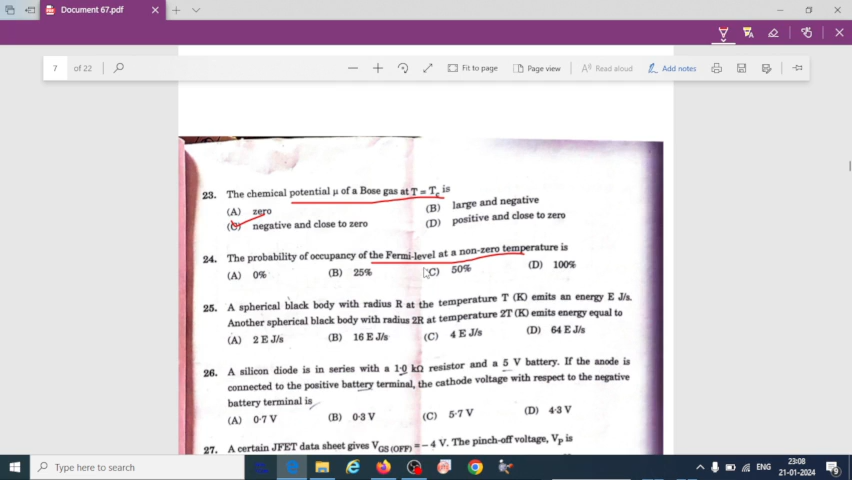 Document 67.pdf
7 of 22
Fit to page
Page view
Read aloud
Add notes
23. The chemical potential μ of a Bose gas at T = Tc is
(A) zero
(B) large and negative
(C) negative and close to zero
(D) positive and close to zero
24. The probability of occupancy of the Fermi-level at a non-zero temperature is
(A) 0% (B) 25% (C) 50% (D) 100%
25. A spherical black body with radius R at the temperature T (K) emits an energy E J/s.
Another spherical black body with radius 2R at temperature 2T (K) emits energy equal to
(A) 2 E J/s (B) 16 E J/s (C) 4 E J/s (D) 64 E J/s
26. A silicon diode is in series with a 1·0 kΩ resistor and a 5 V battery. If the anode is
connected to the positive battery terminal, the cathode voltage with respect to the negative
battery terminal is
(A) 0·7 V (B) 0·3 V (C) 5·7 V (D) 4·3 V
27. A certain JFET data sheet gives VGS (OFF) = – 4 V. The pinch-off voltage, VP is
Type here to search
ENG
23:08
21-01-2024